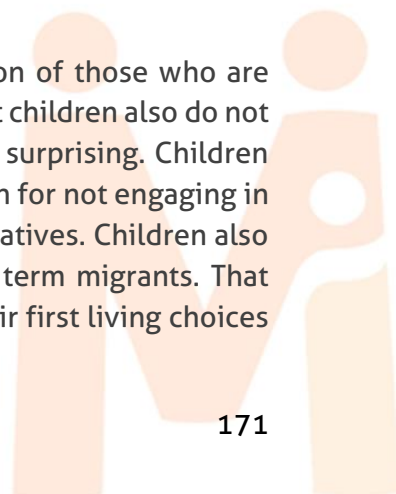 on of those who are
children also do not
surprising. Children
for not engaging in
atives. Children also
term migrants. That
ir first living choices
171